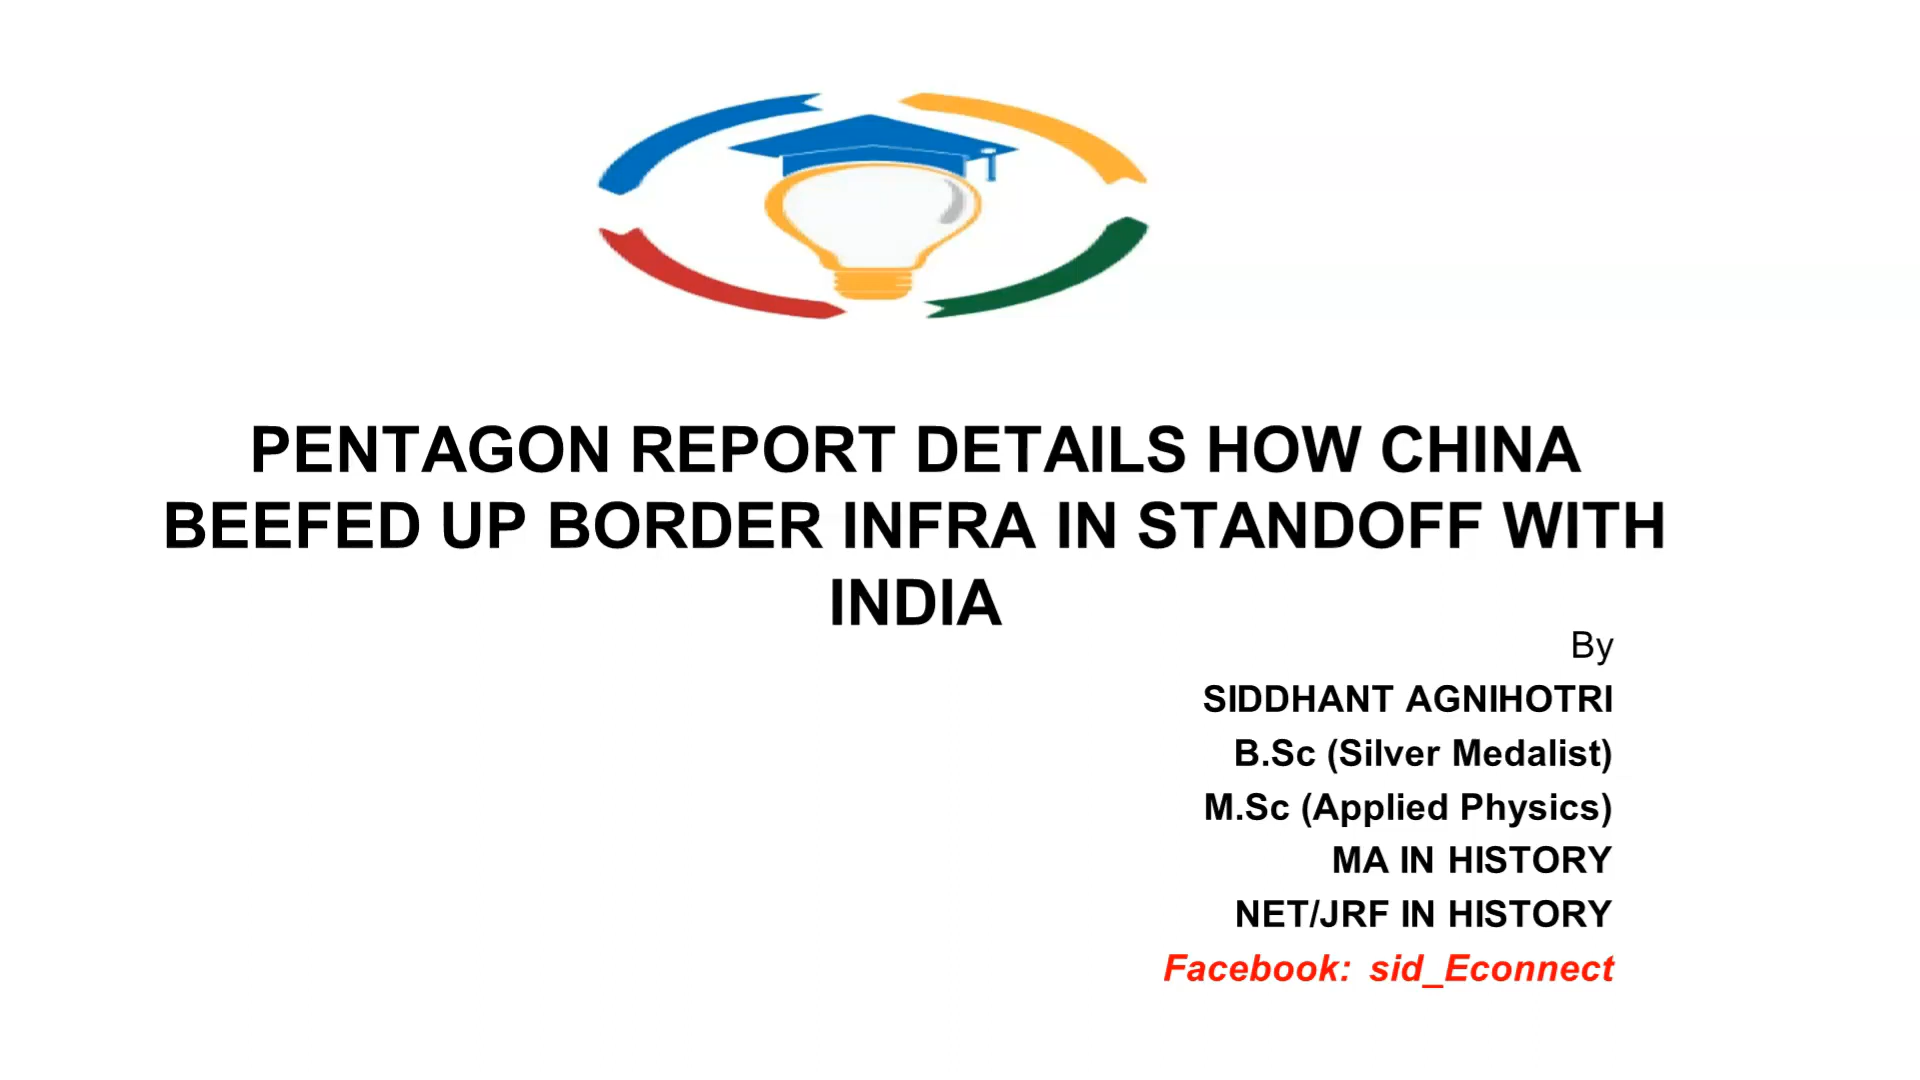 PENTAGON REPORT DETAILS HOW CHINA
BEEFED UP BORDER INFRA IN STANDOFF WITH
INDIA
By
SIDDHANT AGNIHOTRI
B.Sc (Silver Medalist)
M.Sc (Applied Physics)
MA IN HISTORY
NET/JRF IN HISTORY
Facebook: sid_Econnect